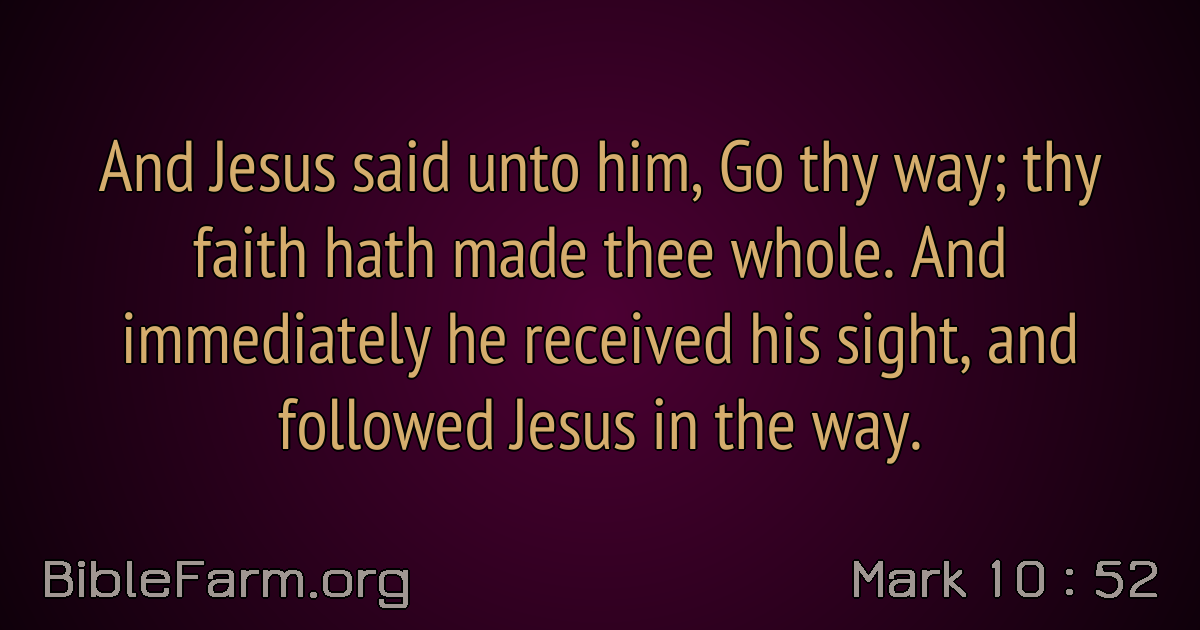 And Jesus said unto him, Go thy way; thy
faith hath made thee whole. And
immediately he received his sight, and
followed Jesus in the way.
BibleFarm.org
Mark 10 : 52